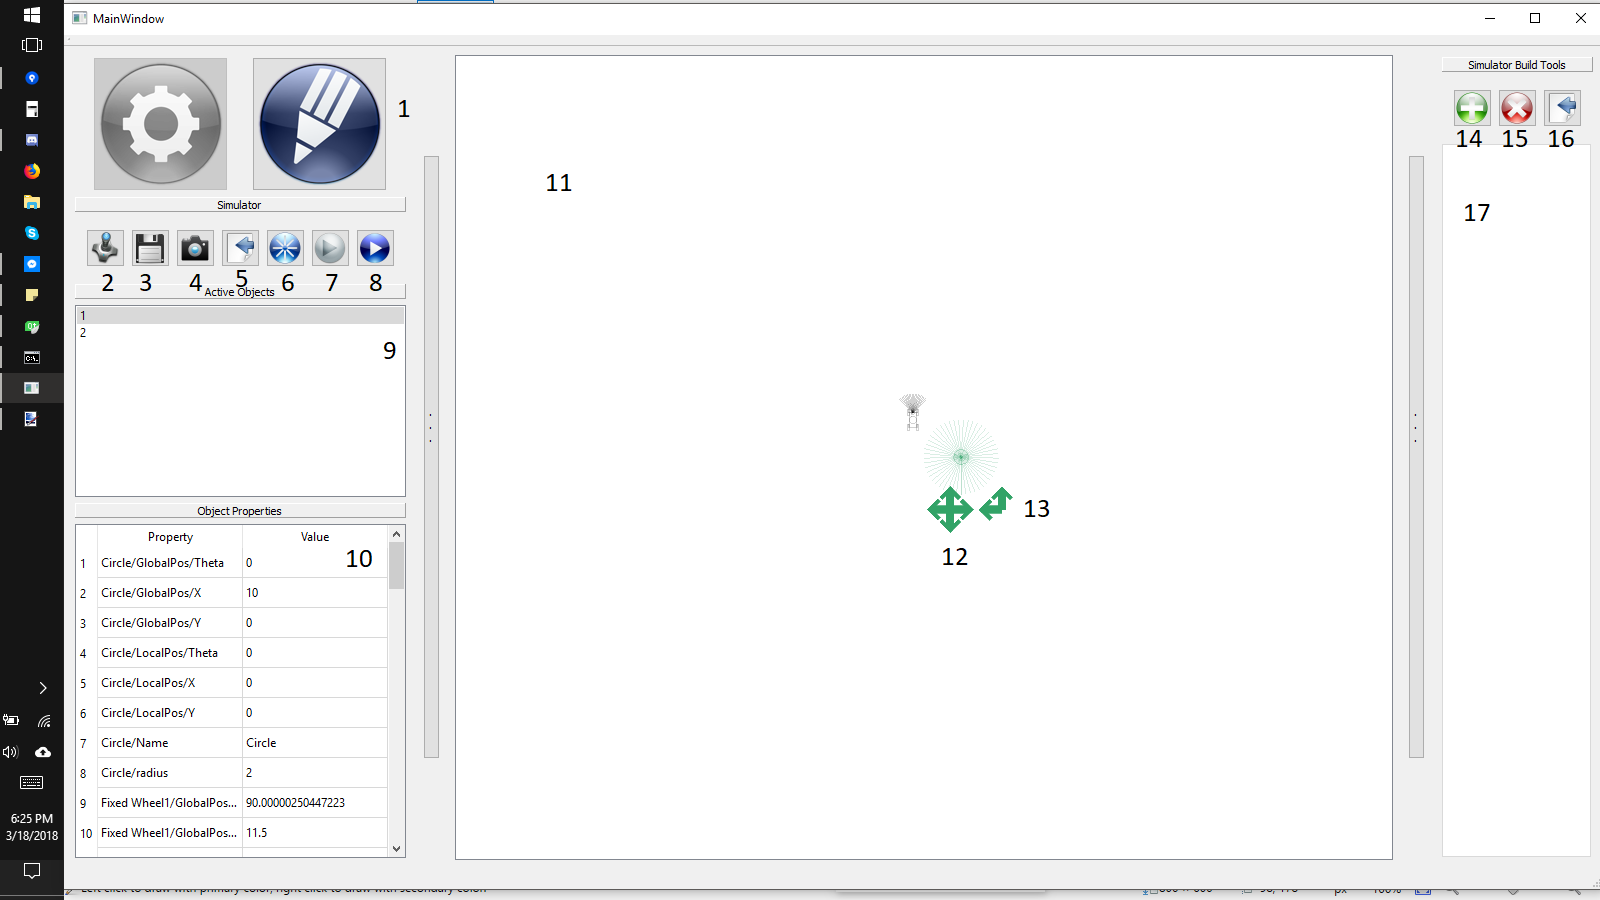 MainWindow
1
Simulator
2 3 4 5 6 7 8
Active Objects
1
2
9
Object Properties
Property Value
10
1 Circle/GlobalPos/Theta 0
2 Circle/GlobalPos/X 10
3 Circle/GlobalPos/Y 0
4 Circle/LocalPos/Theta 0
5 Circle/LocalPos/X 0
6 Circle/LocalPos/Y 0
7 Circle/Name Circle
8 Circle/radius 2
9 Fixed Wheel1/GlobalPos... 90.00000250447223
10 Fixed Wheel1/GlobalPos... 11.5
11
12
13
Simulator Build Tools
14 15 16
17
6:25 PM
3/18/2018